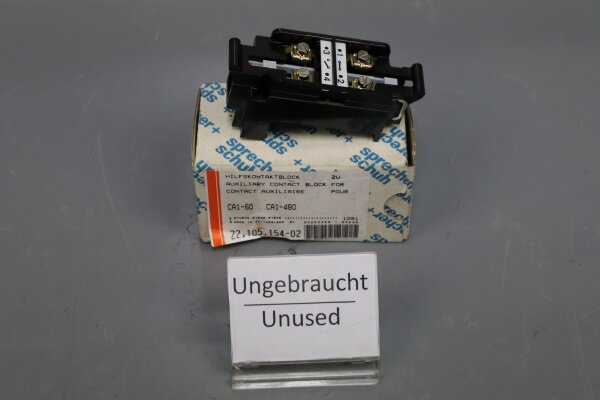 3 1
4 2
sprecher+
schuh
HILFSKONTAKTBLOCK ZU
AUXILIARY CONTACT BLOCK FOR
CONTACT AUXILIAIRE POUR
CA1-60 CA1-480
22.105.154-02
Ungebraucht
Unused